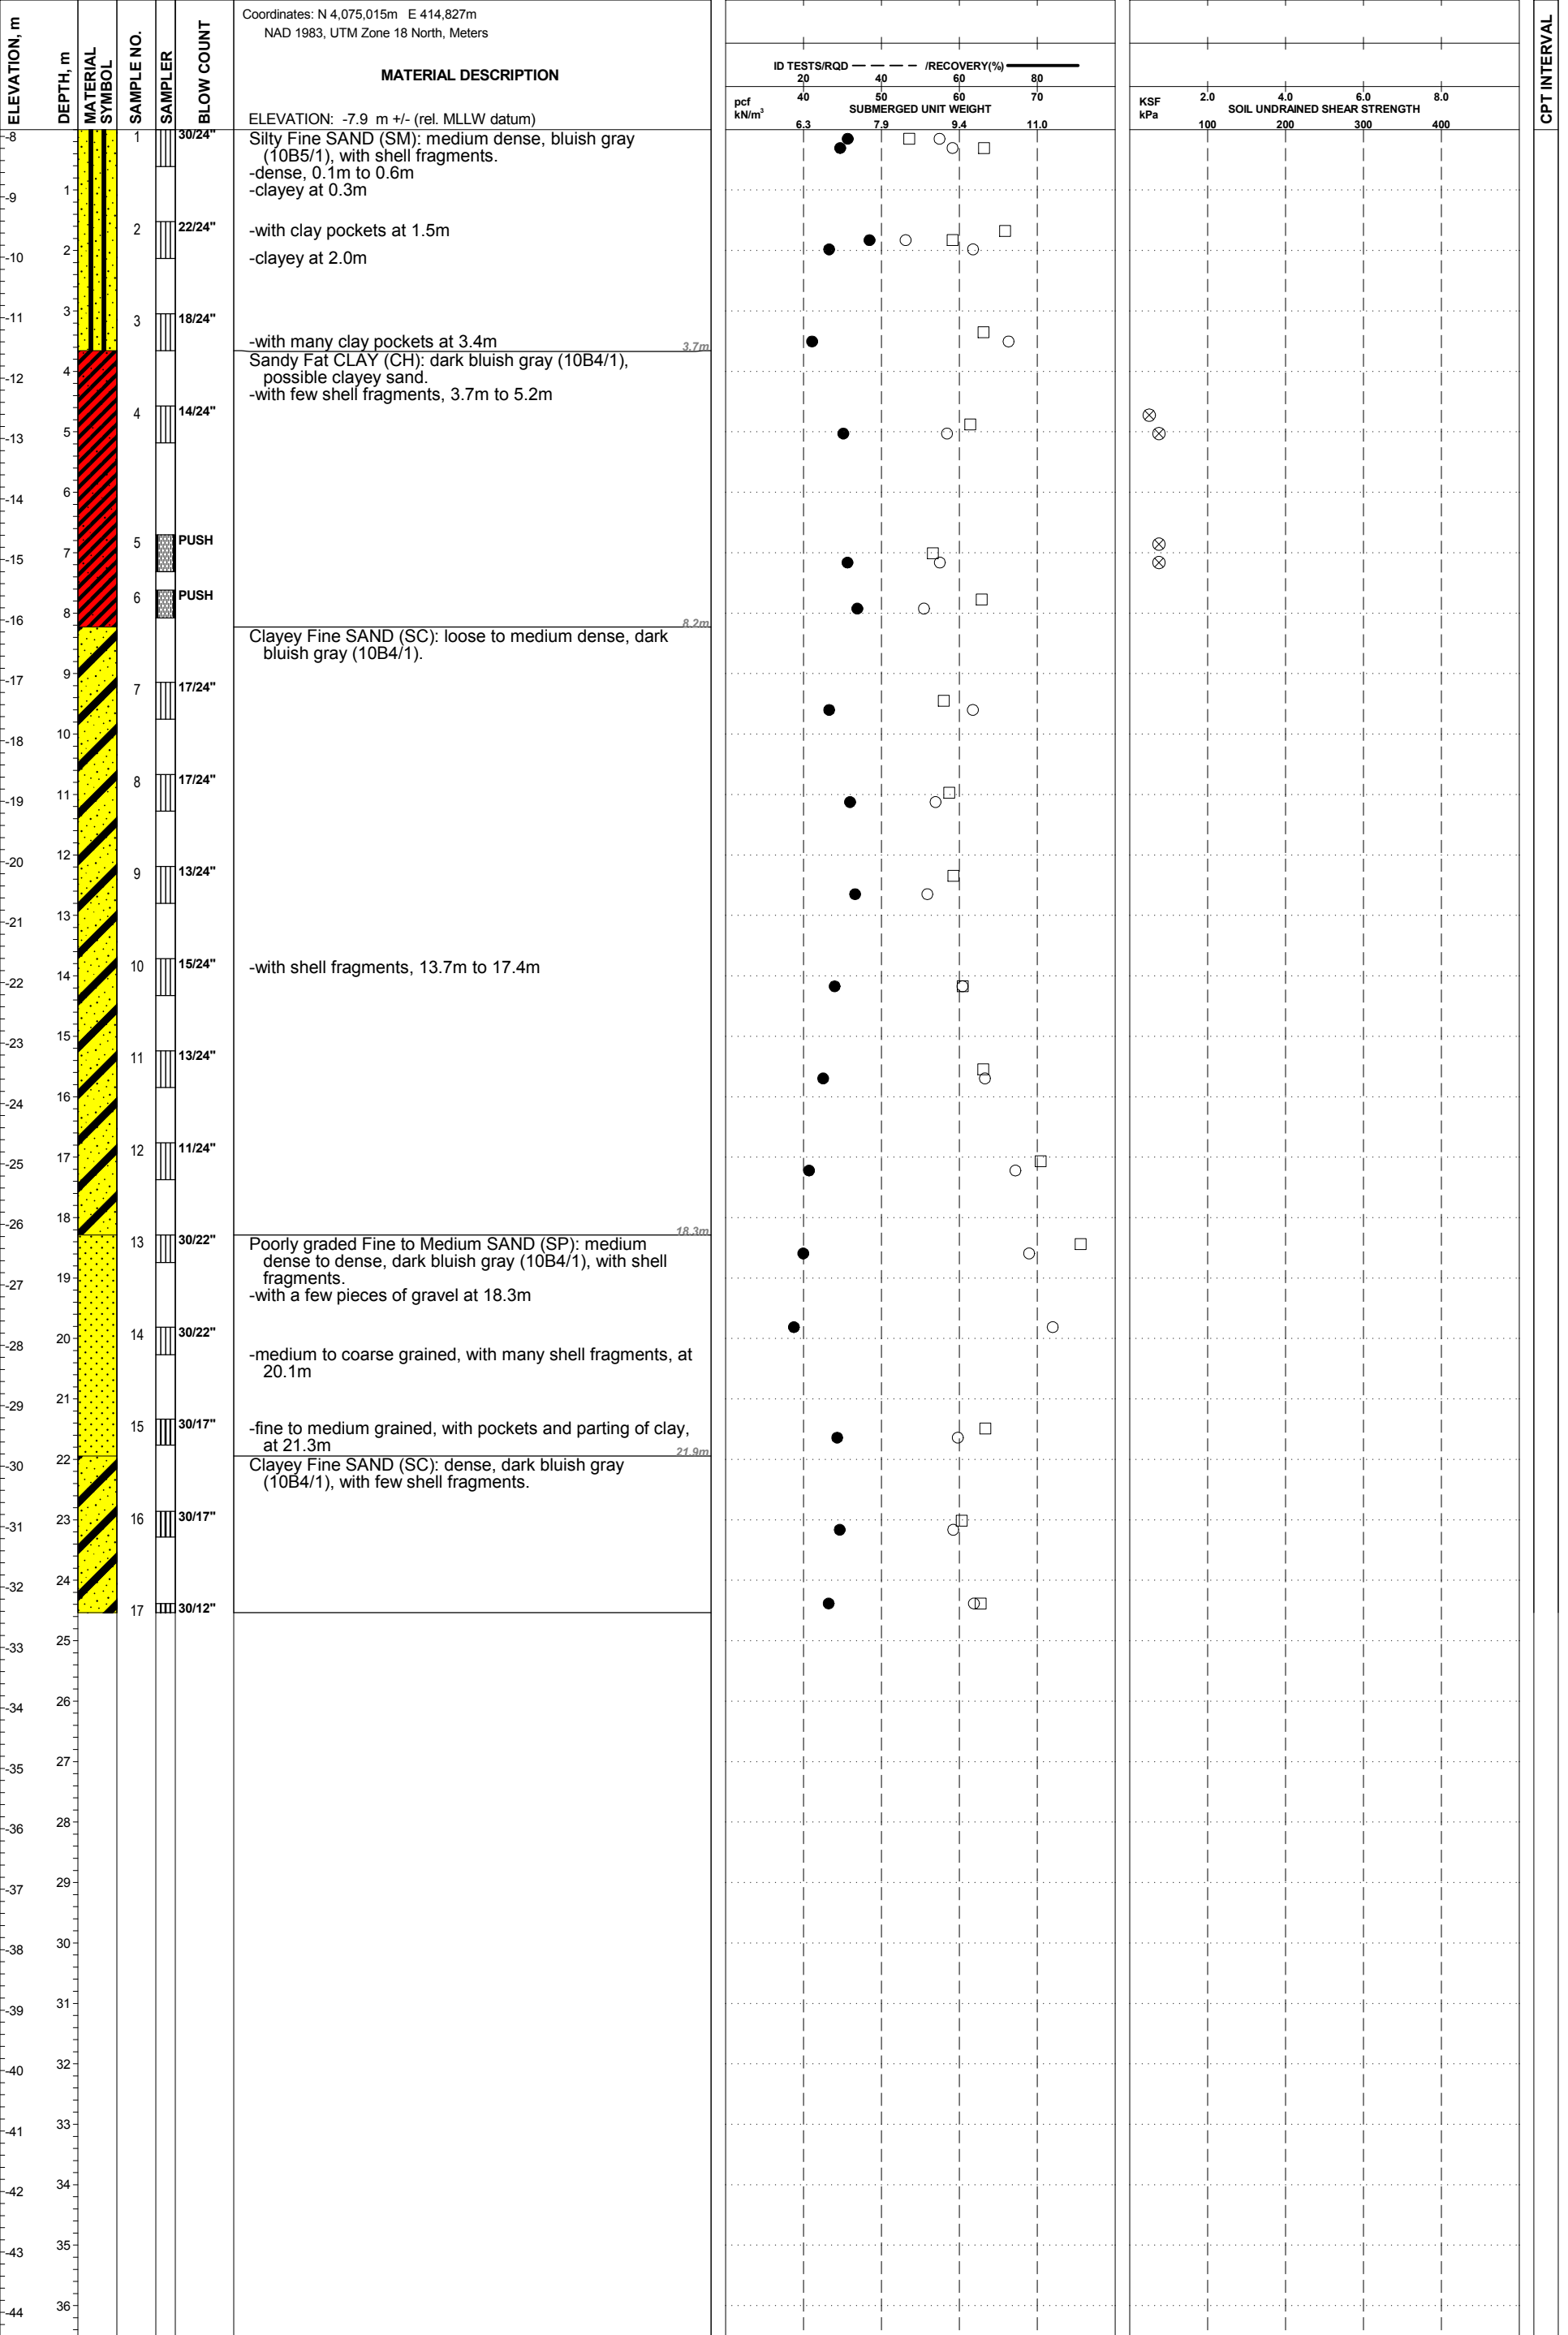 Coordinates: N 4,075,015m E 414,827m
NAD 1983, UTM Zone 18 North, Meters
ELEVATION, m
DEPTH, m
MATERIAL SYMBOL
SAMPLE NO.
SAMPLER
BLOW COUNT
MATERIAL DESCRIPTION
ELEVATION: -7.9 m +/- (rel. MLLW datum)
ID TESTS/RQD /RECOVERY(%)
20 40 60 80
40 50 60 70
pcf
SUBMERGED UNIT WEIGHT
kN/m³
6.3 7.9 9.4 11.0
2.0 4.0 6.0 8.0
KSF
SOIL UNDRAINED SHEAR STRENGTH
kPa
100 200 300 400
CPT INTERVAL
-8 1 30/24"
Silty Fine SAND (SM): medium dense, bluish gray
(10B5/1), with shell fragments.
-dense, 0.1m to 0.6m
-clayey at 0.3m
1
-9
2 22/24"
-with clay pockets at 1.5m
2
-10
-clayey at 2.0m
3
-11
3 18/24"
-with many clay pockets at 3.4m
3.7m
Sandy Fat CLAY (CH): dark bluish gray (10B4/1),
possible clayey sand.
-with few shell fragments, 3.7m to 5.2m
4
-12
4 14/24"
5
-13
6
-14
5 PUSH
7
-15
6 PUSH
8
-16
8.2m
Clayey Fine SAND (SC): loose to medium dense, dark
bluish gray (10B4/1).
9
-17
7 17/24"
10
-18
8 17/24"
11
-19
12
-20
9 13/24"
13
-21
10 15/24"
-with shell fragments, 13.7m to 17.4m
14
-22
15
-23
11 13/24"
16
-24
12 11/24"
17
-25
18
-26
18.3m
13 30/22"
Poorly graded Fine to Medium SAND (SP): medium
dense to dense, dark bluish gray (10B4/1), with shell
fragments.
-with a few pieces of gravel at 18.3m
19
-27
14 30/22"
20
-28
-medium to coarse grained, with many shell fragments, at
20.1m
21
-29
15 30/17"
-fine to medium grained, with pockets and parting of clay,
at 21.3m
21.9m
22
-30
Clayey Fine SAND (SC): dense, dark bluish gray
(10B4/1), with few shell fragments.
16 30/17"
23
-31
24
-32
17 30/12"
25
-33
26
-34
27
-35
28
-36
29
-37
30
-38
31
-39
32
-40
33
-41
34
-42
35
-43
36
-44